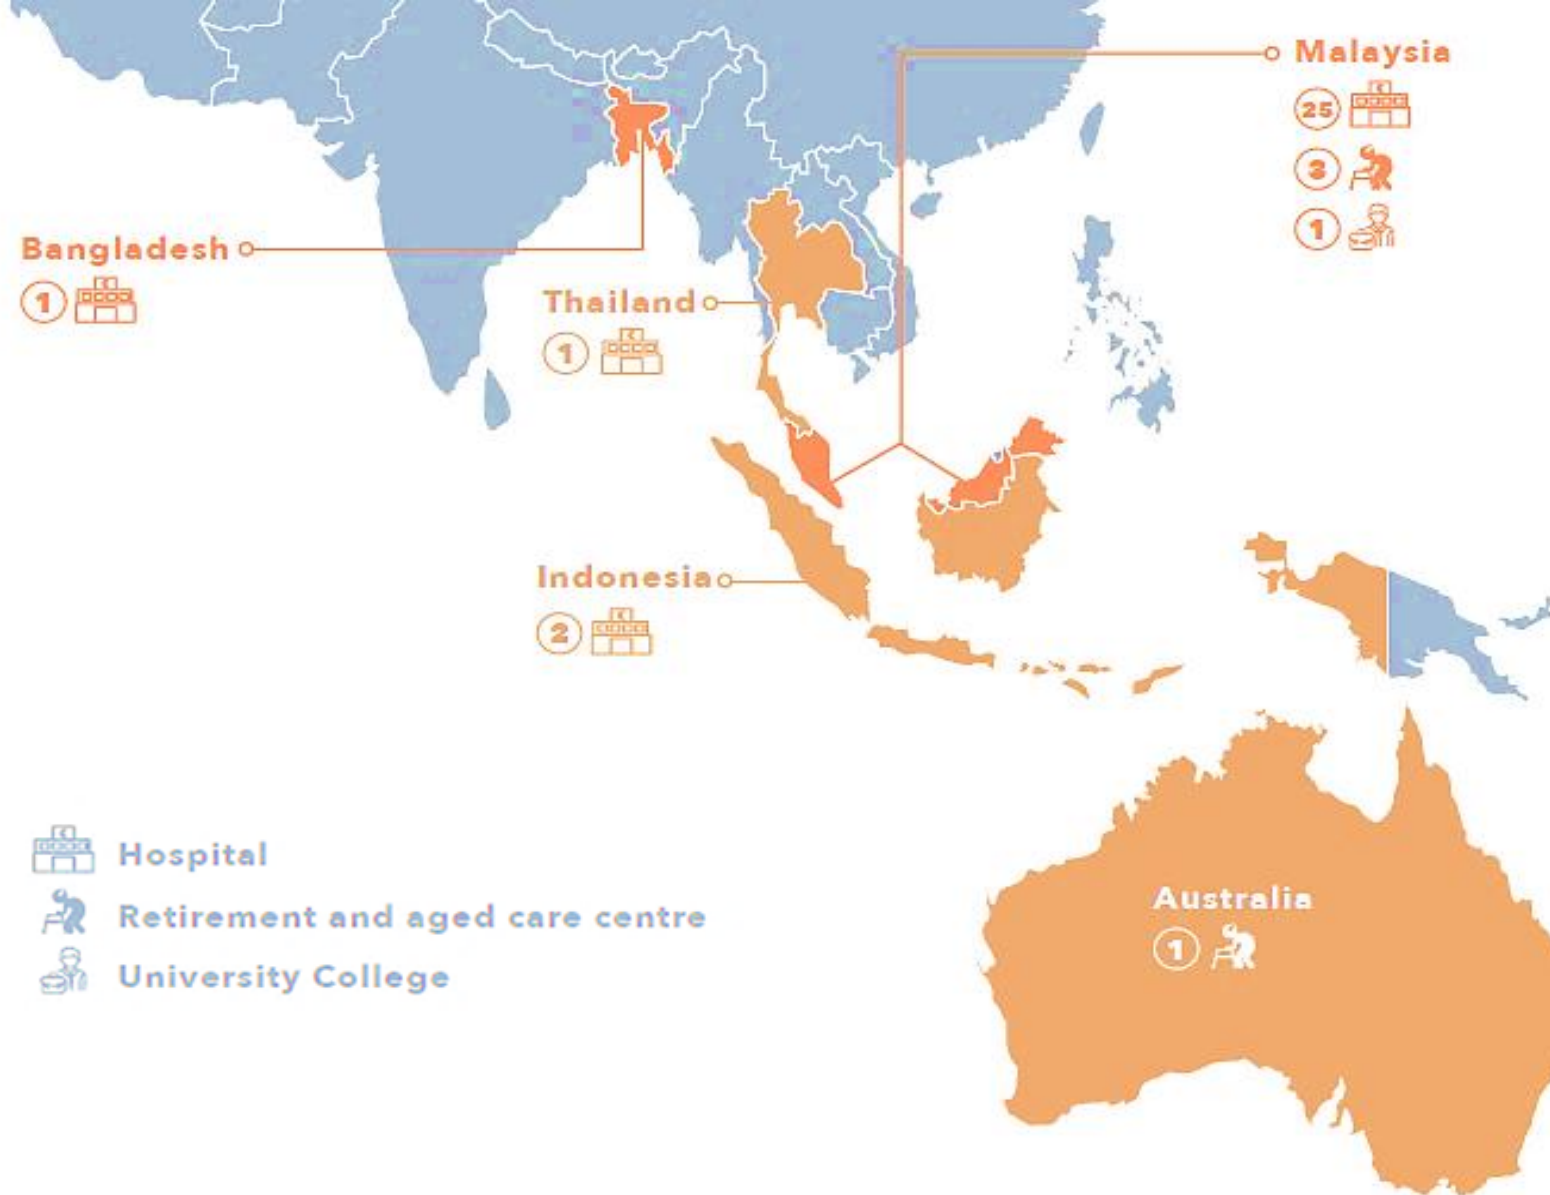 Malaysia
25
3
1
Bangladesh
1
Thailand
1
Indonesia
2
Hospital
Retirement and aged care centre
University College
Australia
1